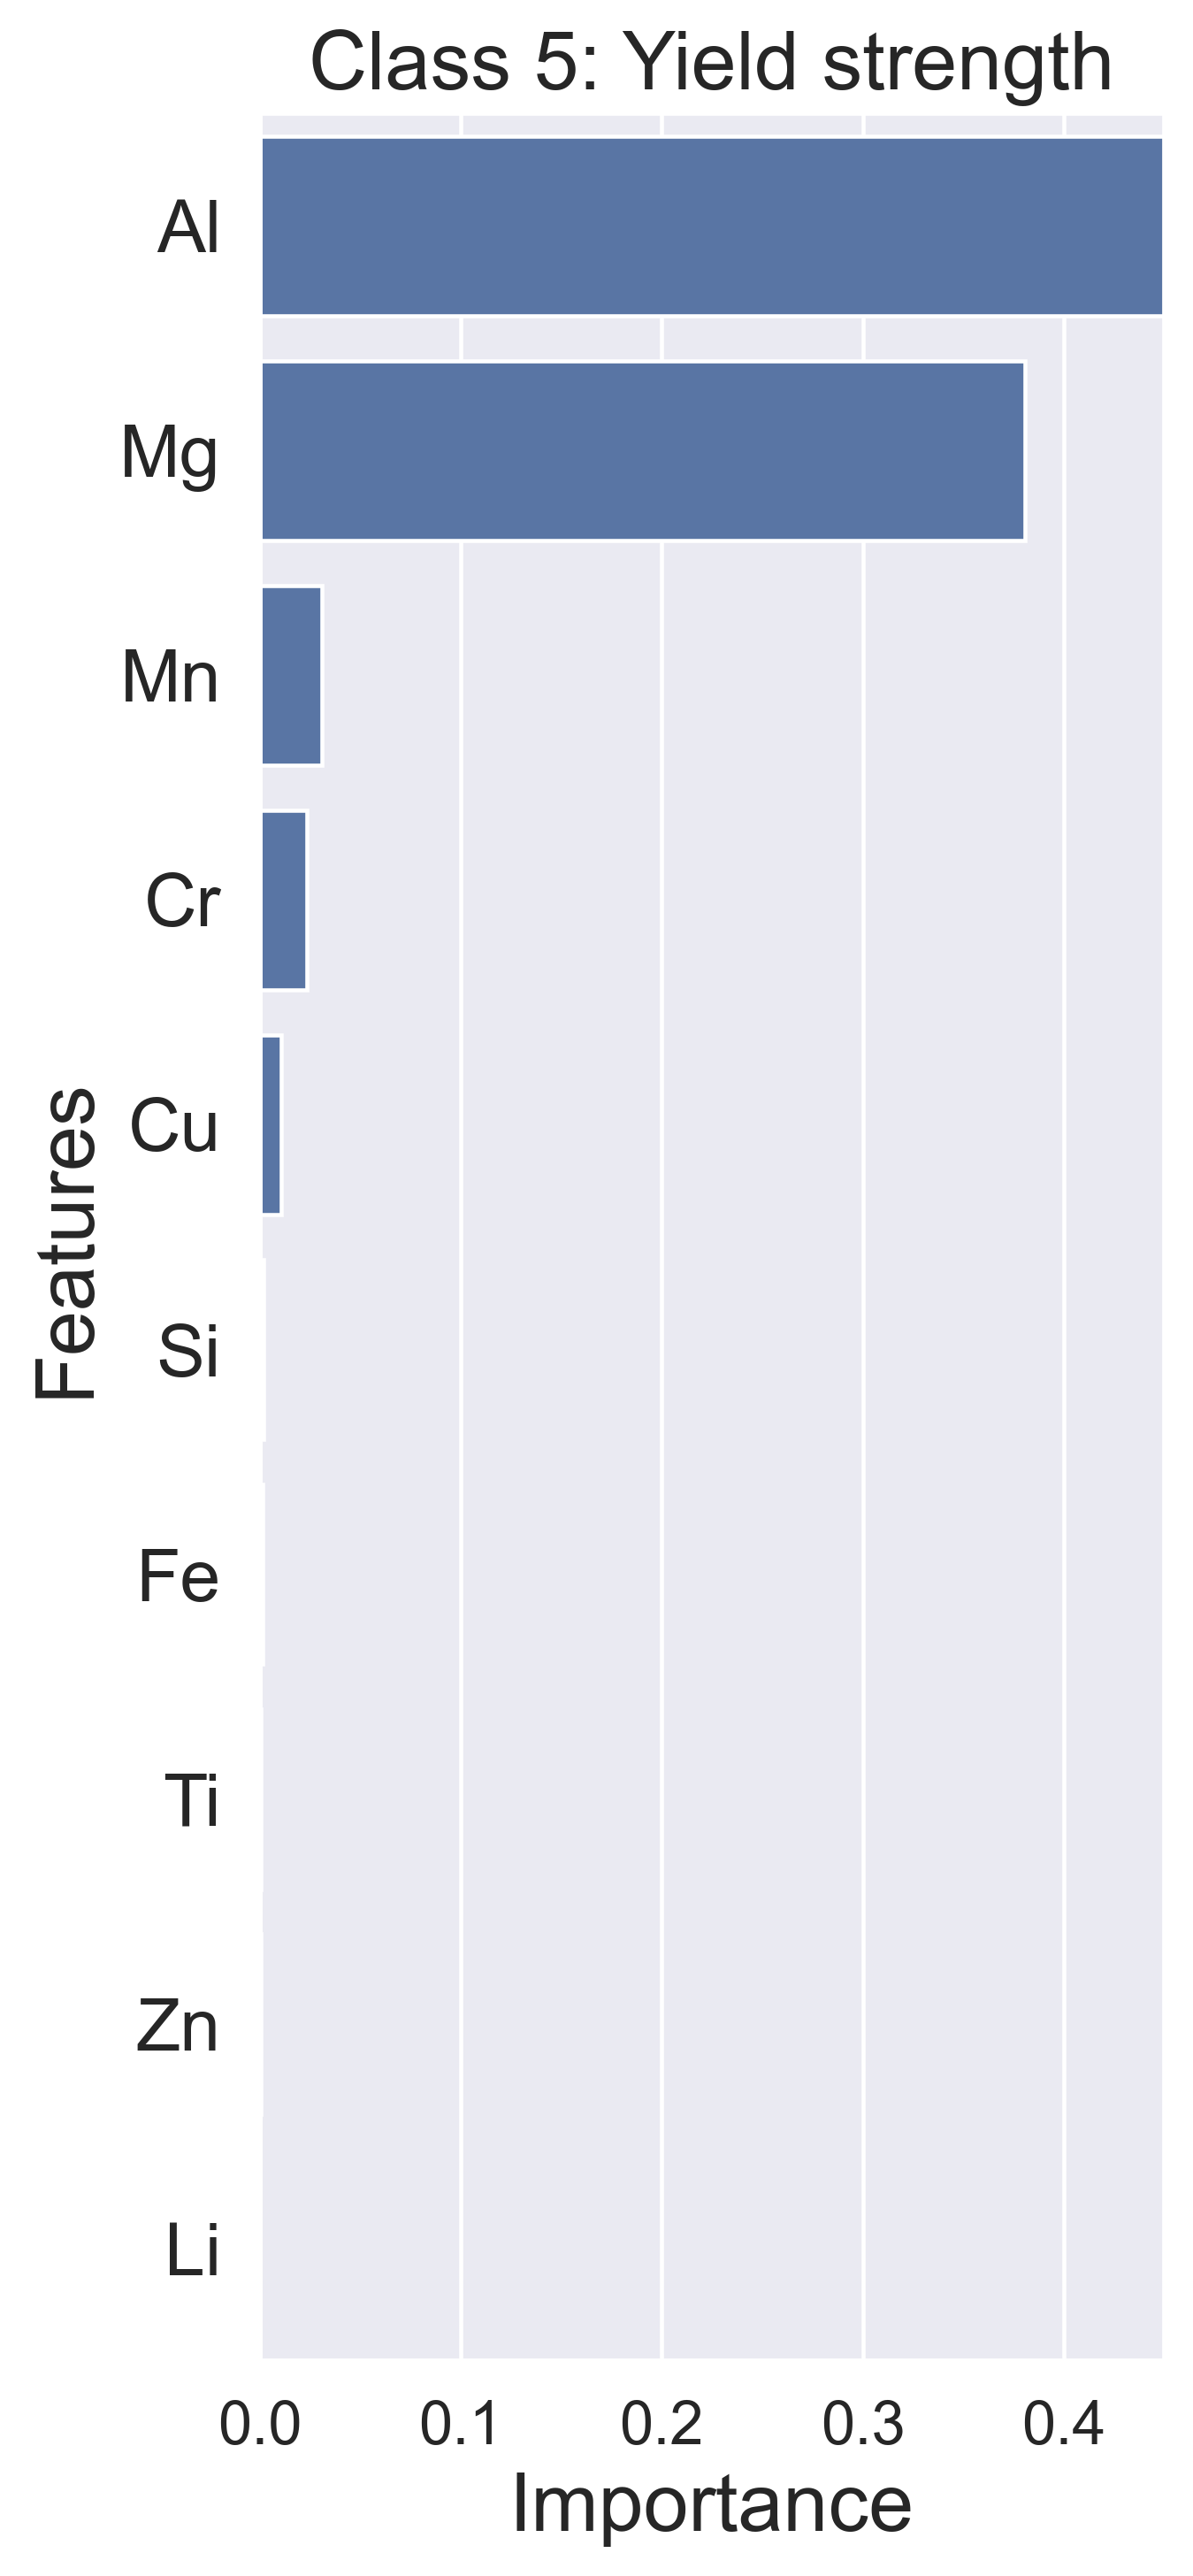 Class 5: Yield strength
Features
Al
Mg
Mn
Cr
Cu
Si
Fe
Ti
Zn
Li
0.0 0.1 0.2 0.3 0.4
Importance